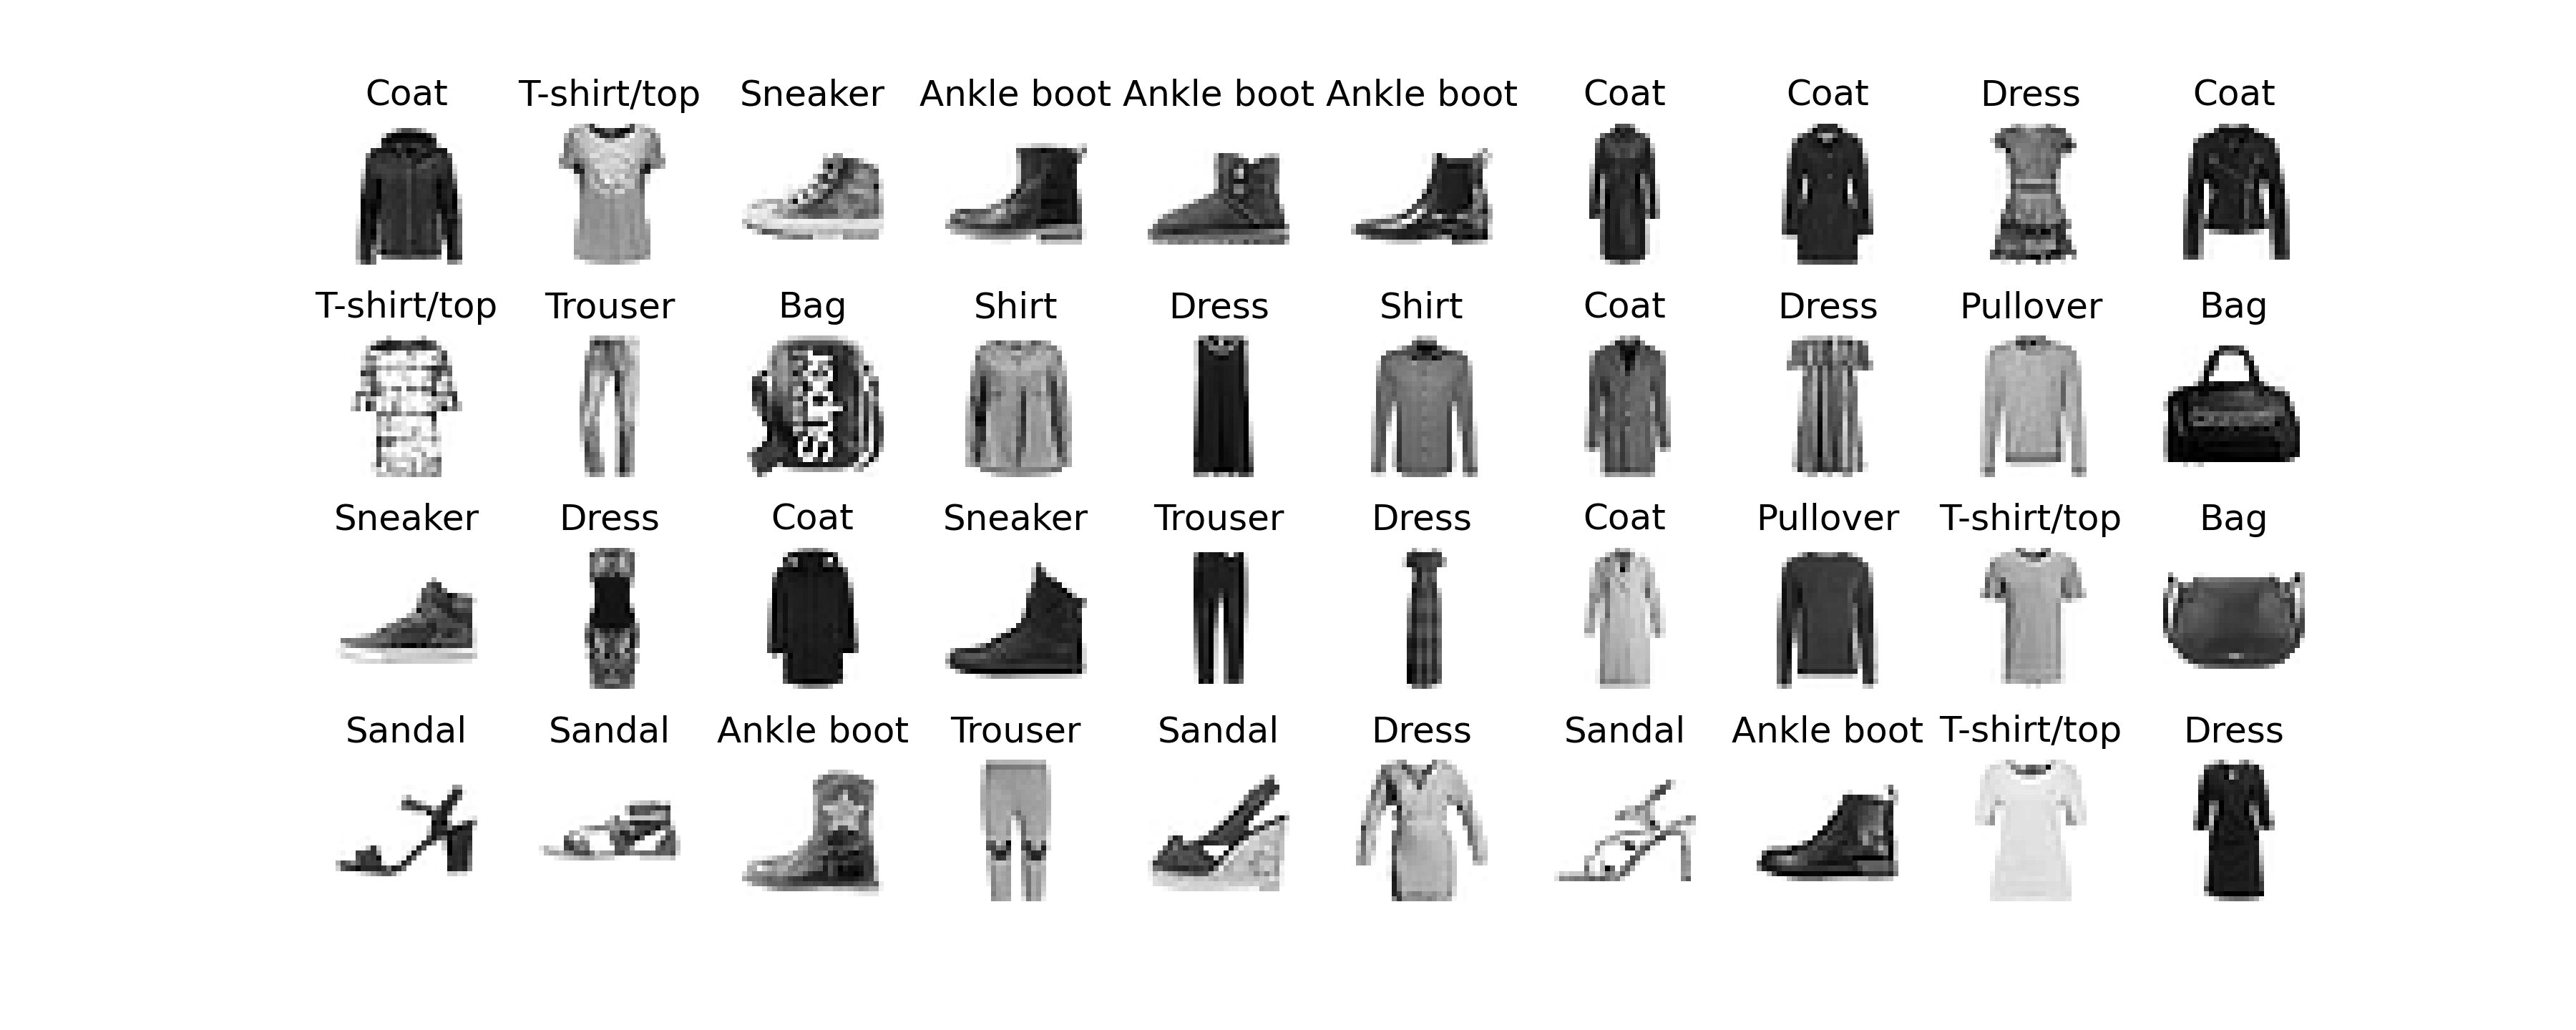 Coat T-shirt/top Sneaker Ankle boot Ankle boot Ankle boot Coat Coat Dress Coat
T-shirt/top Trouser Bag Shirt Dress Shirt Coat Dress Pullover Bag
Sneaker Dress Coat Sneaker Trouser Dress Coat Pullover T-shirt/top Bag
Sandal Sandal Ankle boot Trouser Sandal Dress Sandal Ankle boot T-shirt/top Dress